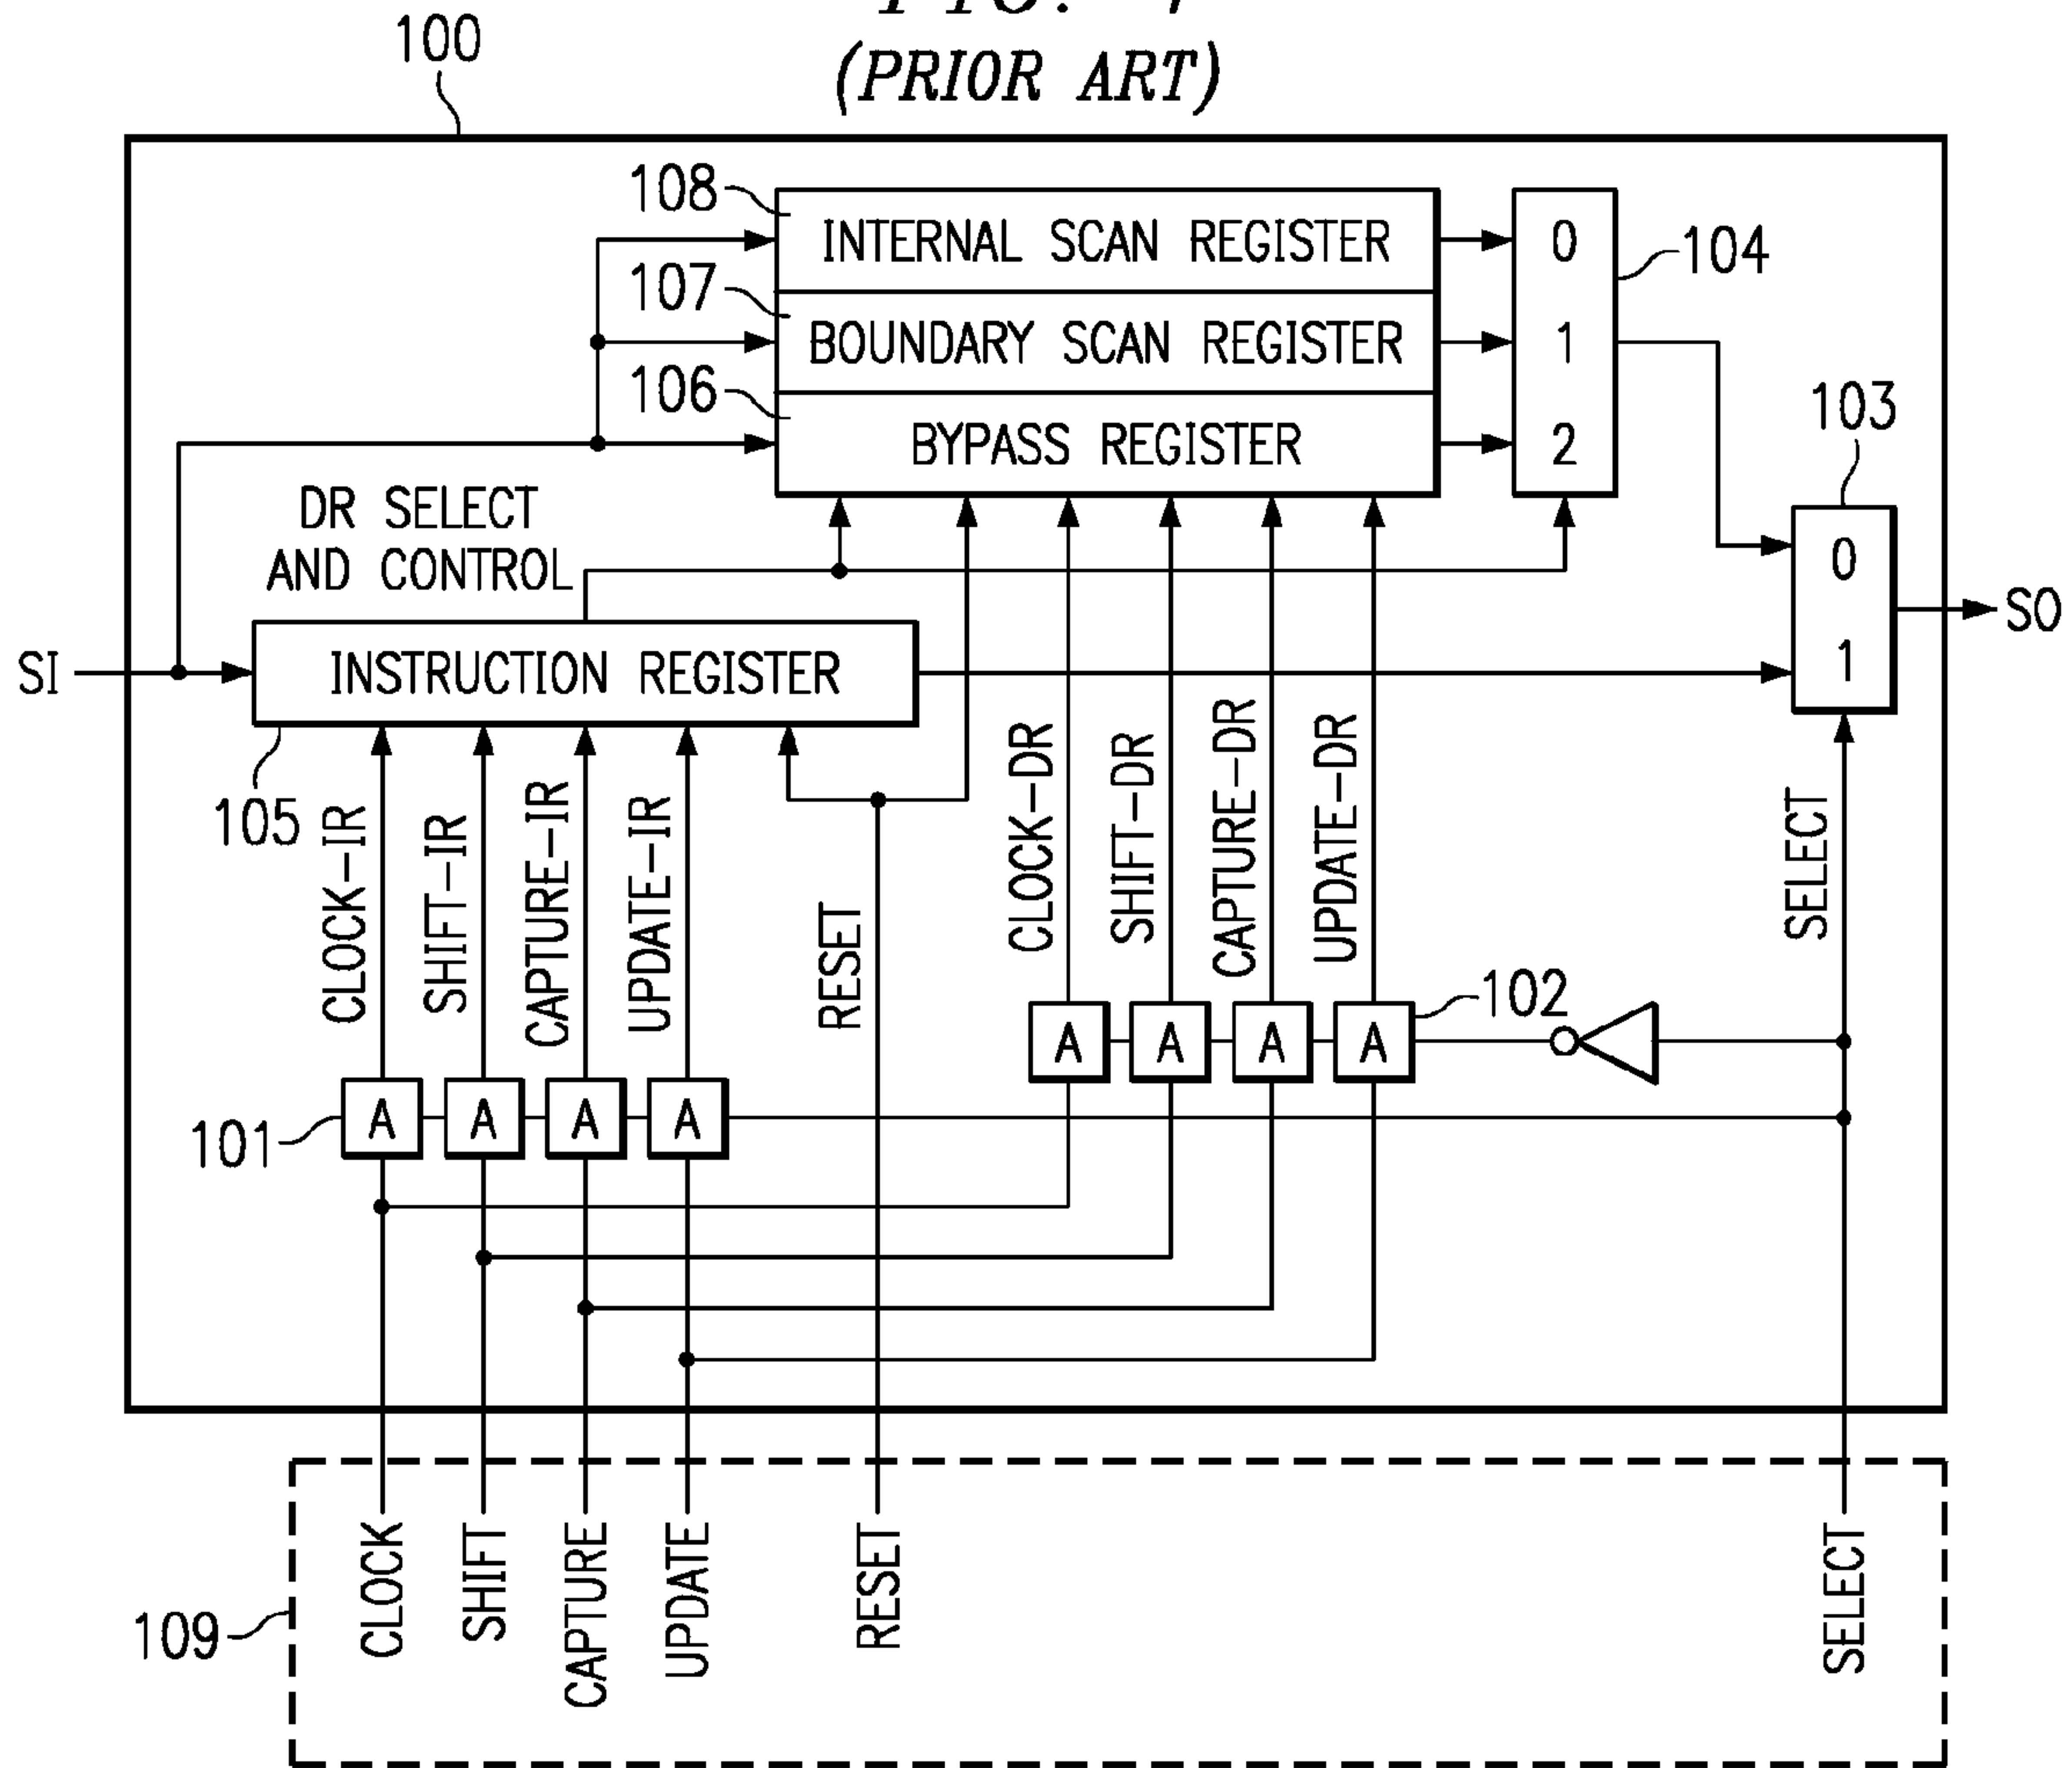 (PRIOR ART)
100
108
INTERNAL SCAN REGISTER
0
104
107
BOUNDARY SCAN REGISTER
1
106
BYPASS REGISTER
2
103
DR SELECT
AND CONTROL
0
SO
SI
INSTRUCTION REGISTER
1
105
CLOCK-IR
SHIFT-IR
CAPTURE-IR
UPDATE-IR
RESET
CLOCK-DR
SHIFT-DR
CAPTURE-DR
UPDATE-DR
SELECT
102
A
A
A
A
101
A
A
A
A
109
CLOCK
SHIFT
CAPTURE
UPDATE
RESET
SELECT